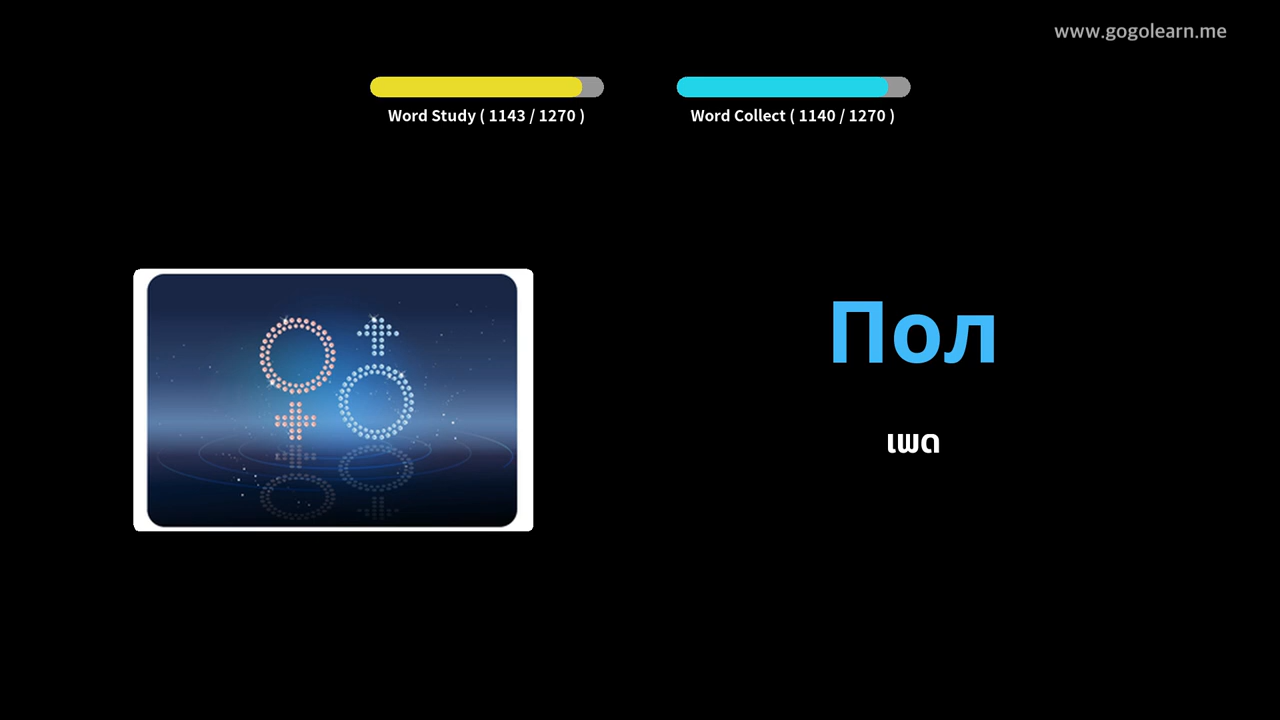 www.gogolearn.me
Word Study ( 1143 / 1270 )
Word Collect ( 1140 / 1270 )
Пол
เพศ